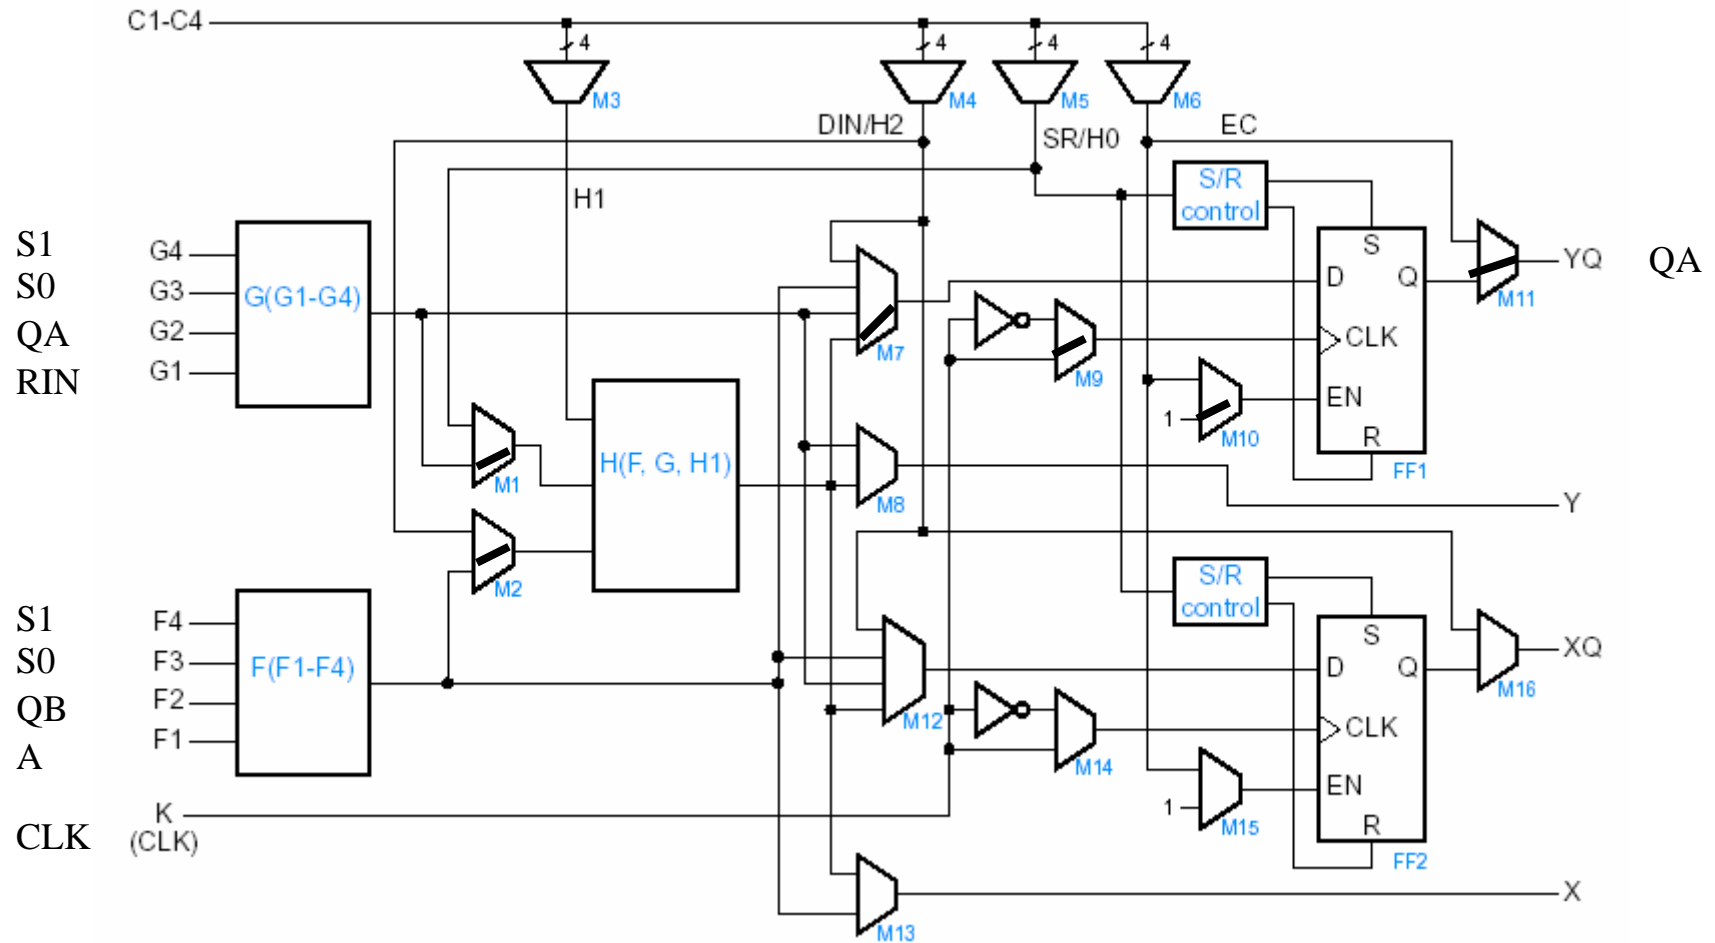 C1-C4
4
4
4
4
M3
M4
M5
M6
DIN/H2
SR/H0
EC
H1
S/R
control
S1
G4
S0
G3
QA
G2
RIN
G1
G(G1-G4)
S
D
Q
CLK
EN
R
FF1
YQ
QA
M11
M7
M9
1
M10
M1
H(F, G, H1)
M8
Y
M2
S/R
control
S1
F4
S0
F3
QB
F2
A
F1
F(F1-F4)
S
D
Q
CLK
EN
R
FF2
XQ
M16
M12
M14
1
M15
CLK
K
(CLK)
X
M13